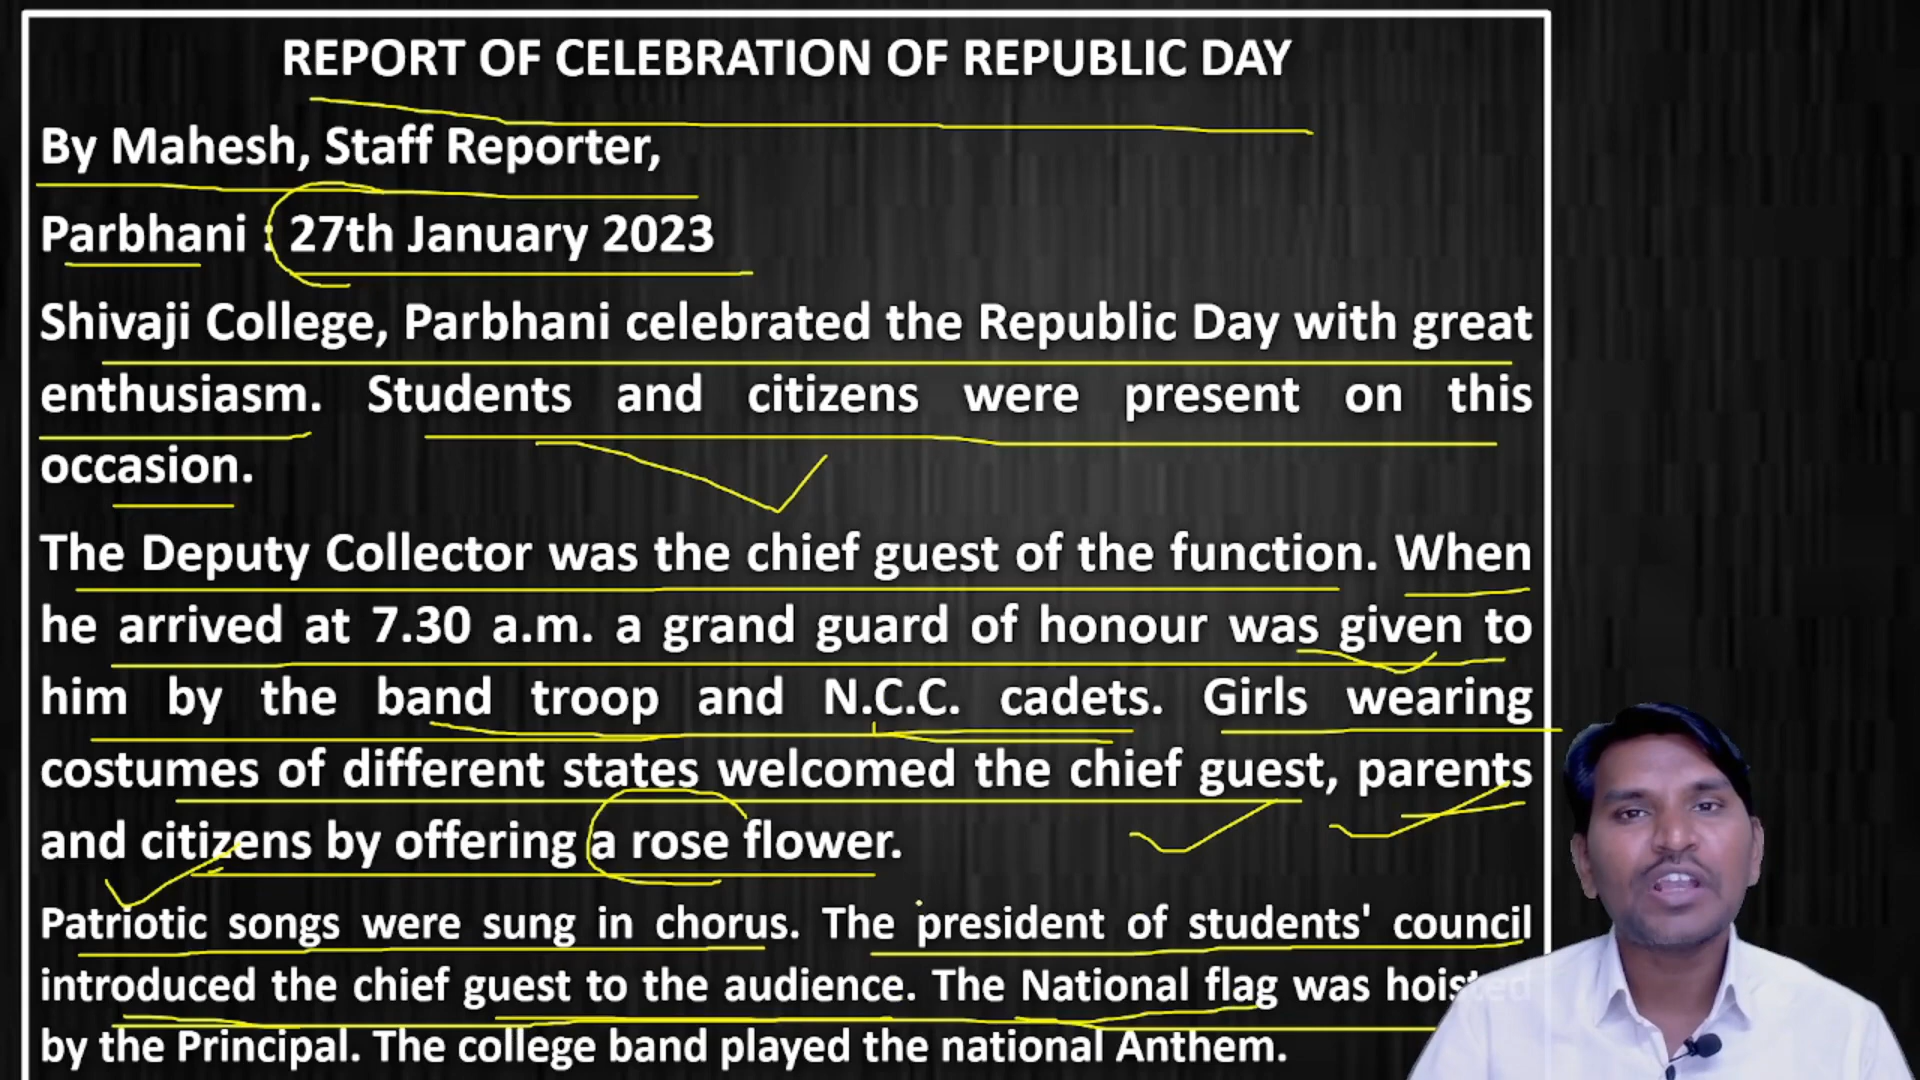 REPORT OF CELEBRATION OF REPUBLIC DAY
By Mahesh, Staff Reporter,
Parbhani : 27th January 2023
Shivaji College, Parbhani celebrated the Republic Day with great
enthusiasm. Students and citizens were present on this
occasion.
The Deputy Collector was the chief guest of the function. When
he arrived at 7.30 a.m. a grand guard of honour was given to
him by the band troop and N.C.C. cadets. Girls wearing
costumes of different states welcomed the chief guest, parents
and citizens by offering a rose flower.
Patriotic songs were sung in chorus. The president of students' council
introduced the chief guest to the audience. The National flag was hoisted
by the Principal. The college band played the national Anthem.